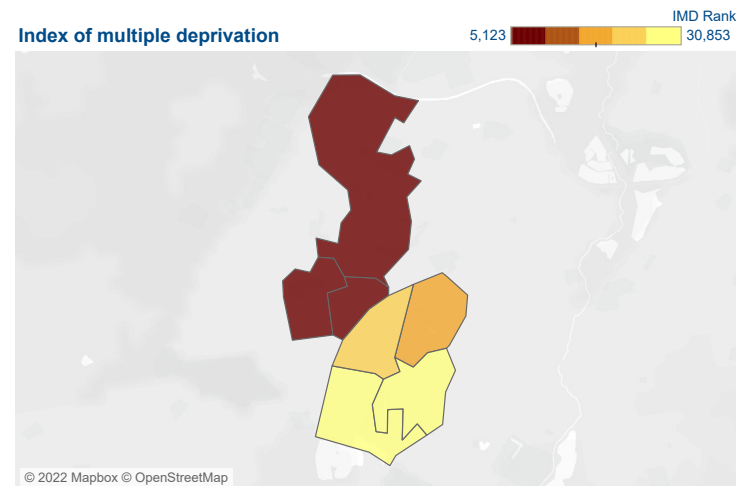 IMD Rank
Index of multiple deprivation
5,123
30,853
© 2022 Mapbox © OpenStreetMap